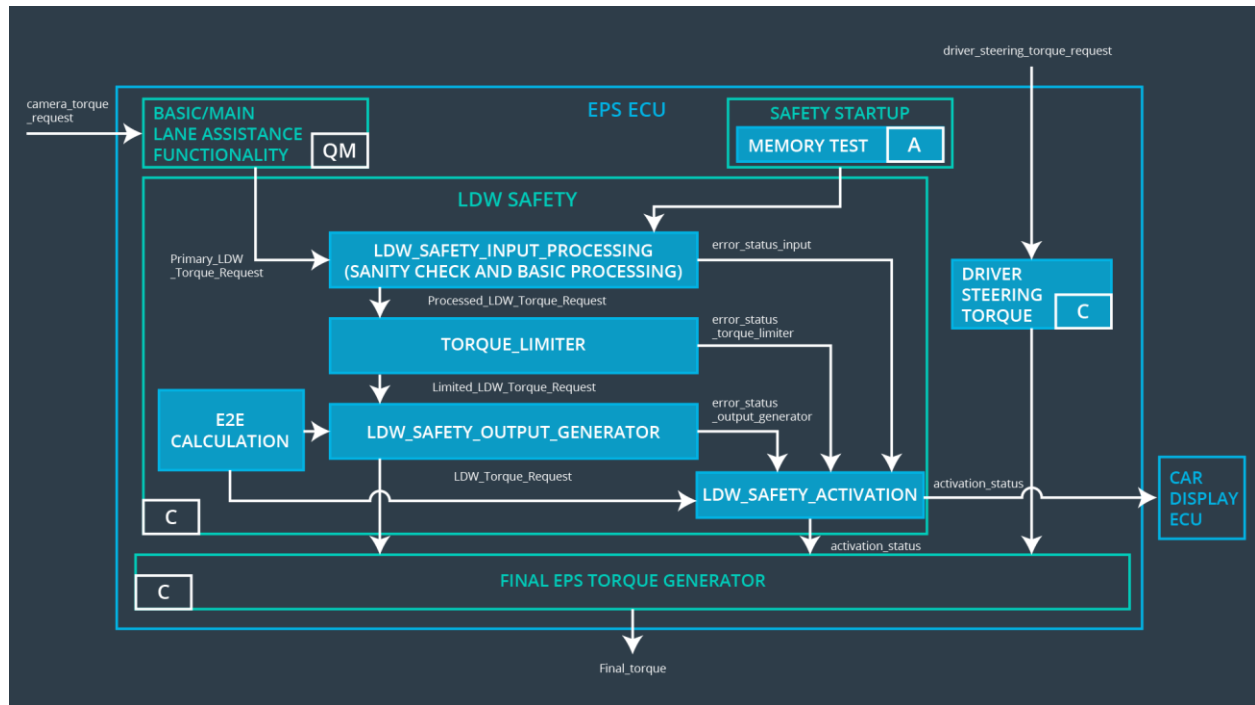 driver_steering_torque_request
camera_torque
_request
EPS ECU
BASIC/MAIN
LANE ASSISTANCE
FUNCTIONALITY
QM
SAFETY STARTUP
MEMORY TEST
A
LDW SAFETY
Primary_LDW
_Torque_Request
LDW_SAFETY_INPUT_PROCESSING
(SANITY CHECK AND BASIC PROCESSING)
error_status_input
Processed_LDW_Torque_Request
DRIVER
STEERING
TORQUE
C
TORQUE_LIMITER
error_status
_torque_limiter
Limited_LDW_Torque_Request
E2E
CALCULATION
LDW_SAFETY_OUTPUT_GENERATOR
error_status
_output_generator
LDW_Torque_Request
LDW_SAFETY_ACTIVATION
activation_status
CAR
DISPLAY
ECU
C
activation_status
FINAL EPS TORQUE GENERATOR
C
Final_torque